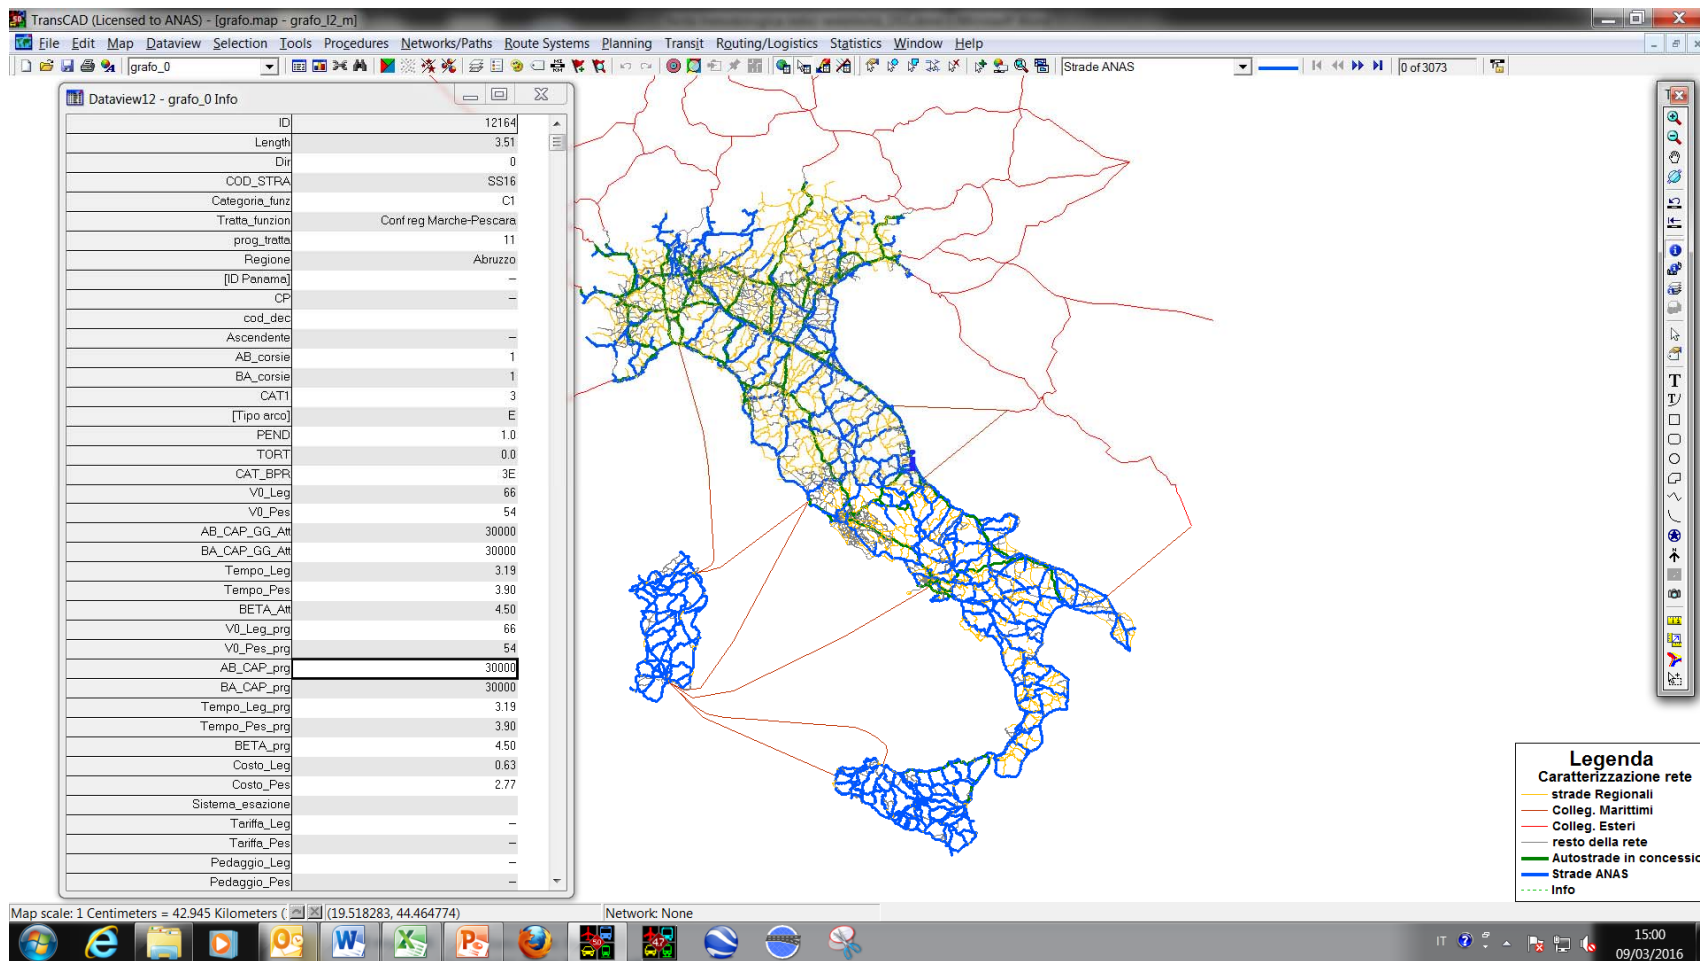 TransCAD (Licensed to ANAS) - [grafo.map - grafo_l2_m]
File Edit Map Dataview Selection Tools Procedures Networks/Paths Route Systems Planning Transit Routing/Logistics Statistics Window Help
grafo_0 Strade ANAS 0 of 3073
Dataview12 - grafo_0 Info
ID 12164
Length 3.51
Dir 0
COD_STRA SS16
Categoria_funz C1
Tratta_funzion Conf reg Marche-Pescara
prog_tratta 11
Regione Abruzzo
[ID Panama] --
CP --
cod_dec
Ascendente --
AB_corsie 1
BA_corsie 1
CAT1 3
[Tipo arco] E
PEND 1.0
TORT 0.0
CAT_BPR 3E
V0_Leg 66
V0_Pes 54
AB_CAP_GG_Att 30000
BA_CAP_GG_Att 30000
Tempo_Leg 3.19
Tempo_Pes 3.90
BETA_Att 4.50
V0_Leg_prg 66
V0_Pes_prg 54
AB_CAP_prg 30000
BA_CAP_prg 30000
Tempo_Leg_prg 3.19
Tempo_Pes_prg 3.90
BETA_prg 4.50
Costo_Leg 0.63
Costo_Pes 2.77
Sistema_esazione
Tariffa_Leg --
Tariffa_Pes --
Pedaggio_Leg --
Pedaggio_Pes --
Legenda
Caratterizzazione rete
strade Regionali
Colleg. Marittimi
Colleg. Esteri
resto della rete
Autostrade in concessio
Strade ANAS
Info
Map scale: 1 Centimeters = 42.945 Kilometers (19.518283, 44.464774) Network: None
IT 15:00
09/03/2016